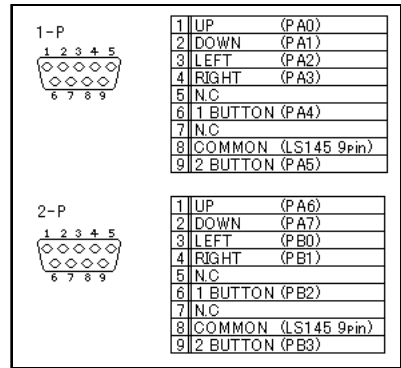 1-P
1 2 3 4 5
6 7 8 9
1 UP (PA0)
2 DOWN (PA1)
3 LEFT (PA2)
4 RIGHT (PA3)
5 N.C
6 1 BUTTON (PA4)
7 N.C
8 COMMON (LS145 9pin)
9 2 BUTTON (PA5)
2-P
1 2 3 4 5
6 7 8 9
1 UP (PA6)
2 DOWN (PA7)
3 LEFT (PB0)
4 RIGHT (PB1)
5 N.C
6 1 BUTTON (PB2)
7 N.C
8 COMMON (LS145 9pin)
9 2 BUTTON (PB3)